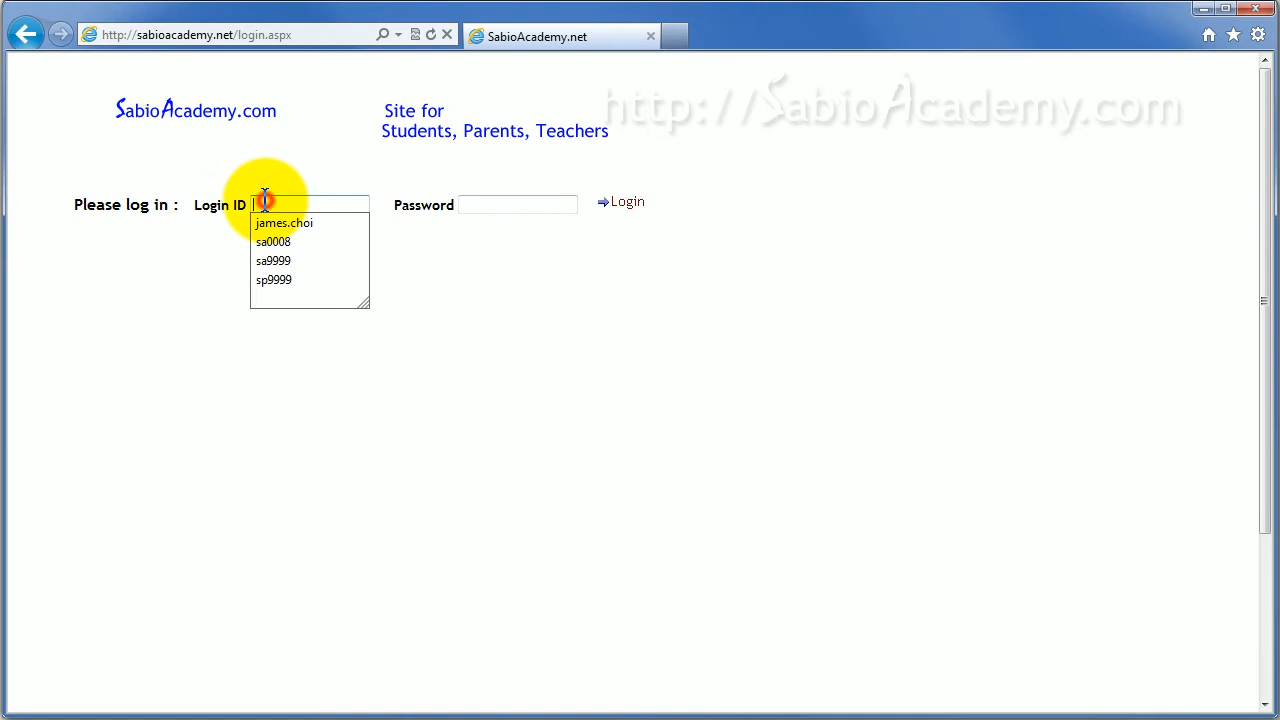 http://sabioacademy.net/login.aspx
SabioAcademy.net
http://SabioAcademy.com
SabioAcademy.com
Site for
Students, Parents, Teachers
Please log in : Login ID Password Login
james.choi
sa0008
sa9999
sp9999